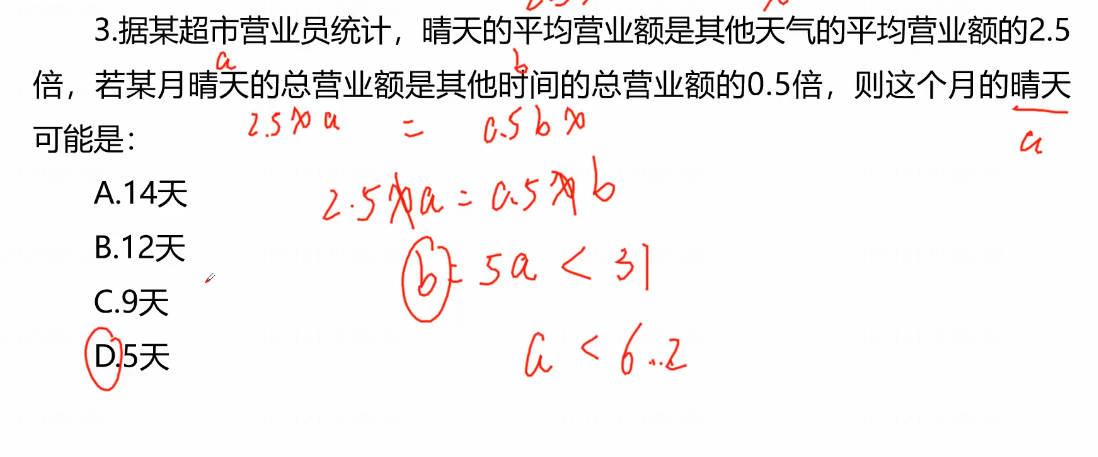 3.据某超市营业员统计，晴天的平均营业额是其他天气的平均营业额的2.5
a b
倍，若某月晴天的总营业额是其他时间的总营业额的0.5倍，则这个月的晴天
2.5xa = 0.5bx
a
可能是：
A.14天
2.5xa=0.5xb
B.12天
b=5a<31
C.9天
D.5天
a<6..2